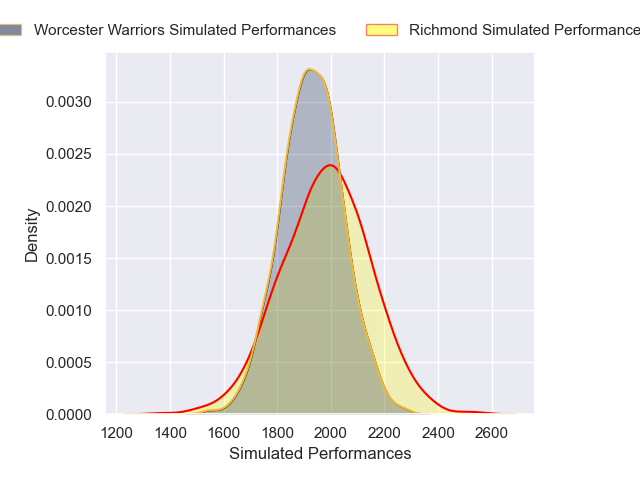 Worcester Warriors Simulated Performances
Richmond Simulated Performance
0.0030
0.0025
0.0020
0.0015
0.0010
0.0005
0.0000
Density
1200 1400 1600 1800 2000 2200 2400 2600
Simulated Performances